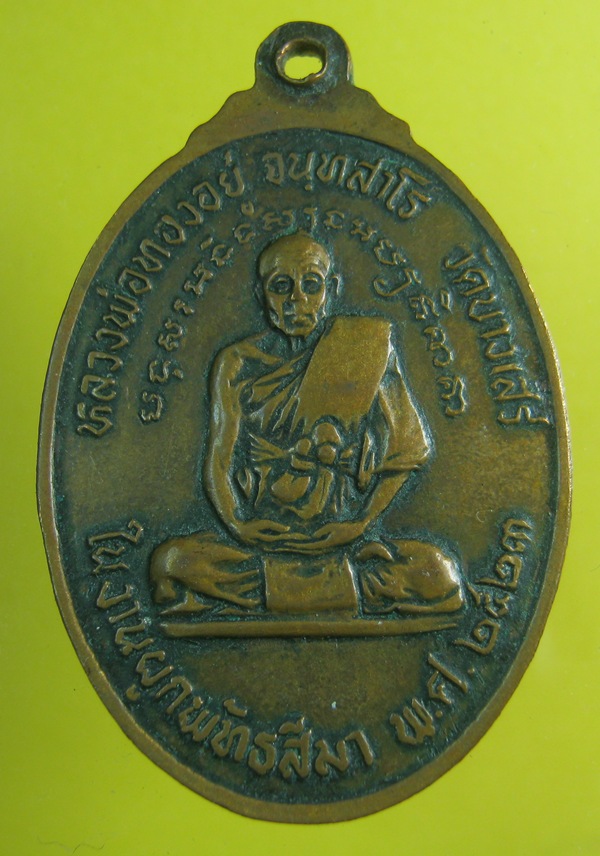 หลวงพ่อทองอยู่ จนฺทสาโร วัดบางเสร่
ในงานผูกพัทธสีมา พ.ศ. ๒๕๒๓